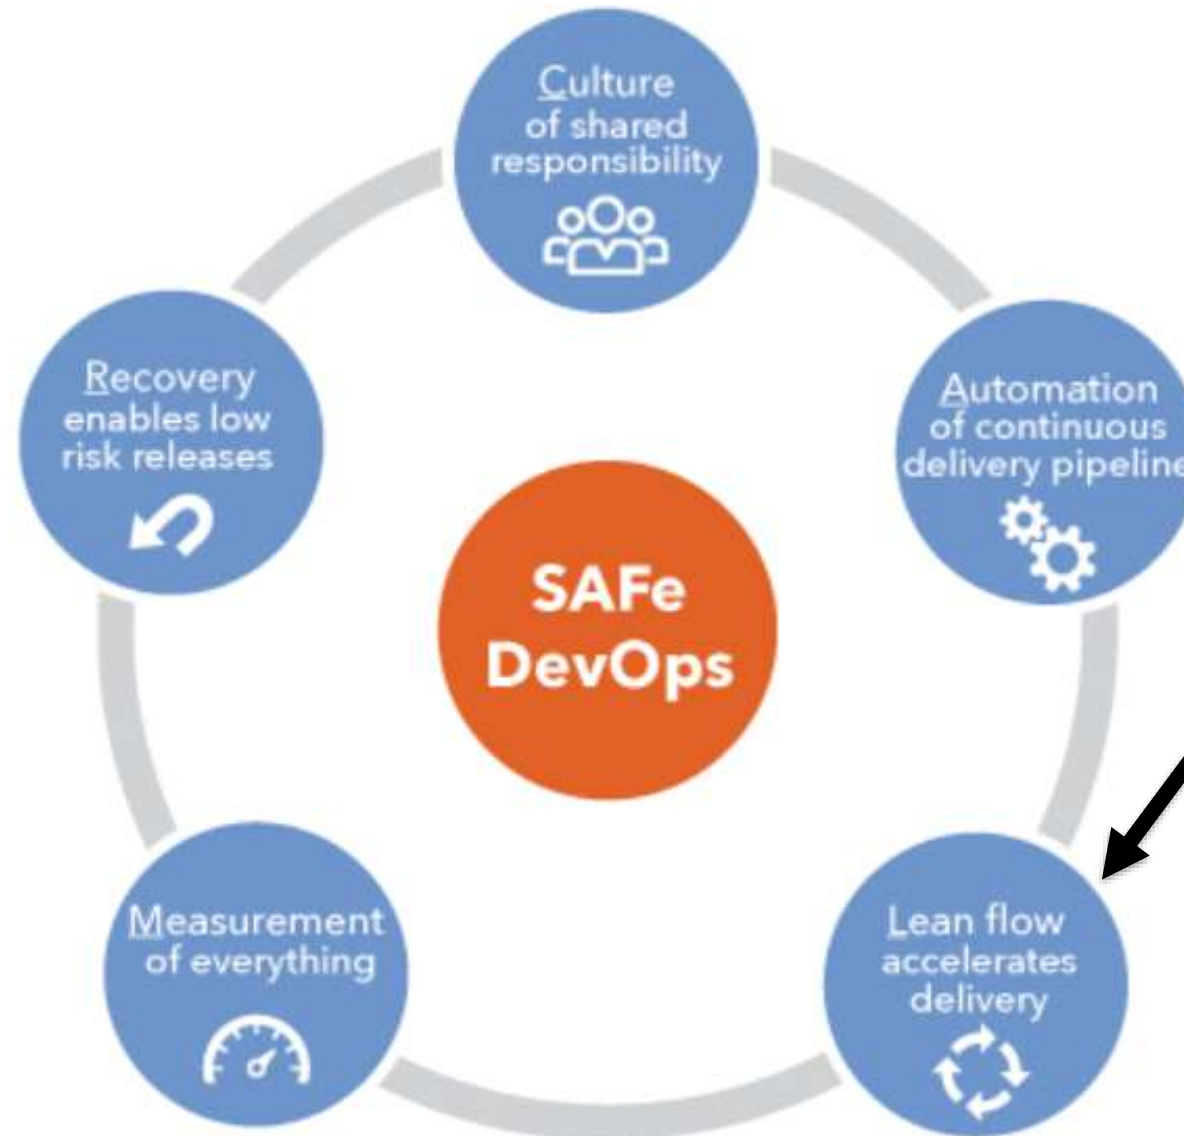 Culture
of shared
responsibility
Automation
of continuous
delivery pipeline
Lean flow
accelerates
delivery
Measurement
of everything
Recovery
enables low
risk releases
SAFe
DevOps